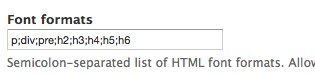 Font formats
p;div;pre;h2;h3;h4;h5;h6
Semicolon-separated list of HTML font formats. Allow